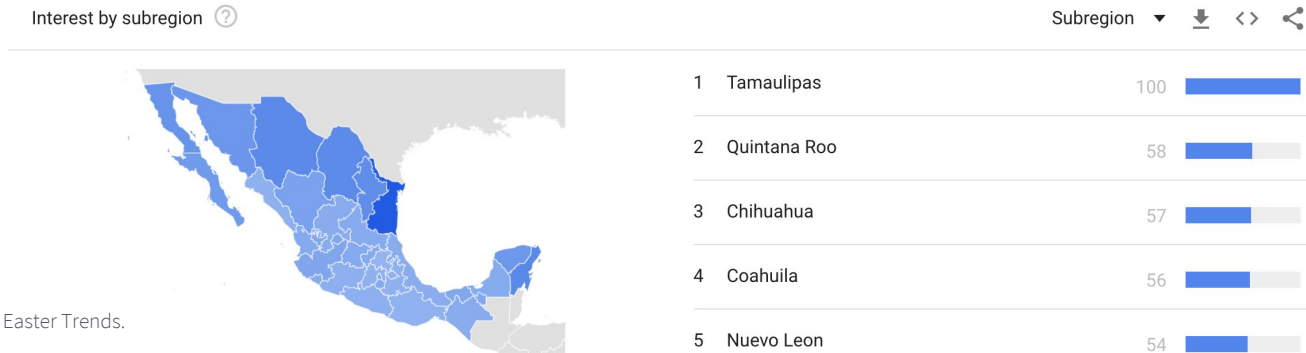 Interest by subregion ?
Subregion
1 Tamaulipas 100
2 Quintana Roo 58
3 Chihuahua 57
4 Coahuila 56
Easter Trends.
5 Nuevo Leon 54